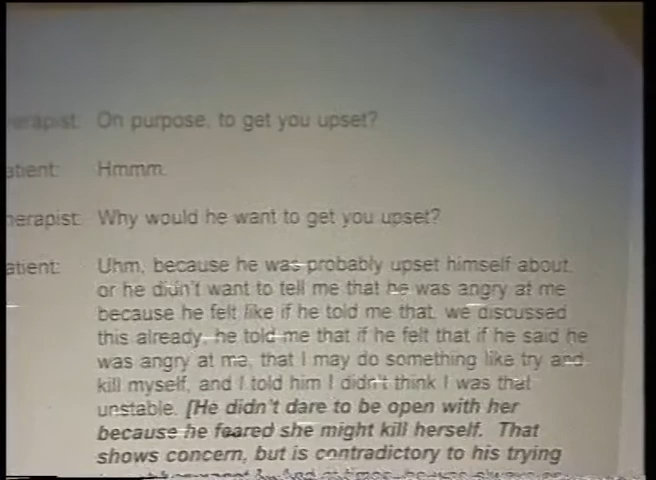 erapist: On purpose, to get you upset?
atient: Hmmm.
herapist: Why would he want to get you upset?
atient: Uhm, because he was probably upset himself about.
or he didn't want to tell me that he was angry at me
because he felt like if he told me that, we discussed
this already, he told me that if he felt that if he said he
was angry at me, that I may do something like try and
kill myself, and I told him I didn't think I was that
unstable. [He didn't dare to be open with her
because he feared she might kill herself. That
shows concern, but is contradictory to his trying